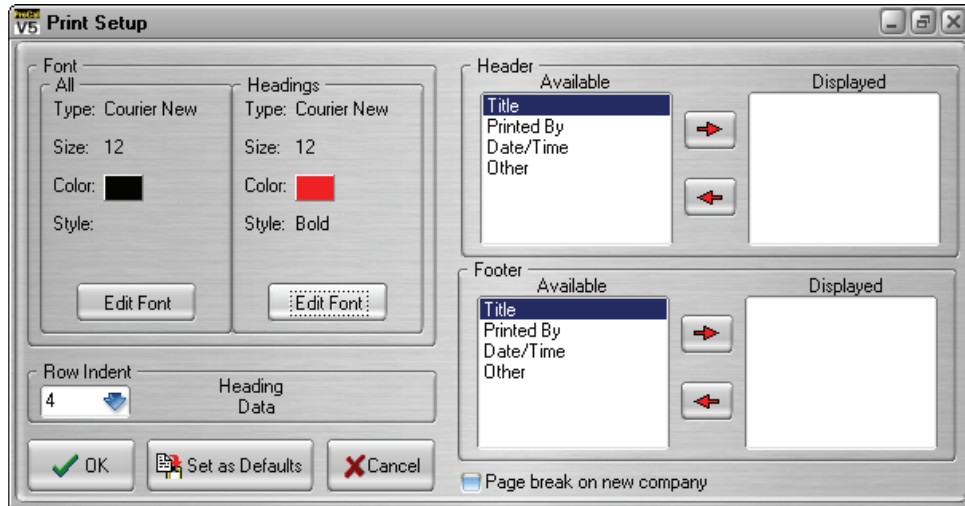 ProCal V5 Print Setup
Font
All
Type: Courier New
Size: 12
Color:
Style:
Edit Font
Headings
Type: Courier New
Size: 12
Color:
Style: Bold
Edit Font
Row Indent
4
Heading
Data
OK
Set as Defaults
Cancel
Header
Available
Displayed
Title
Printed By
Date/Time
Other
Footer
Available
Displayed
Title
Printed By
Date/Time
Other
Page break on new company